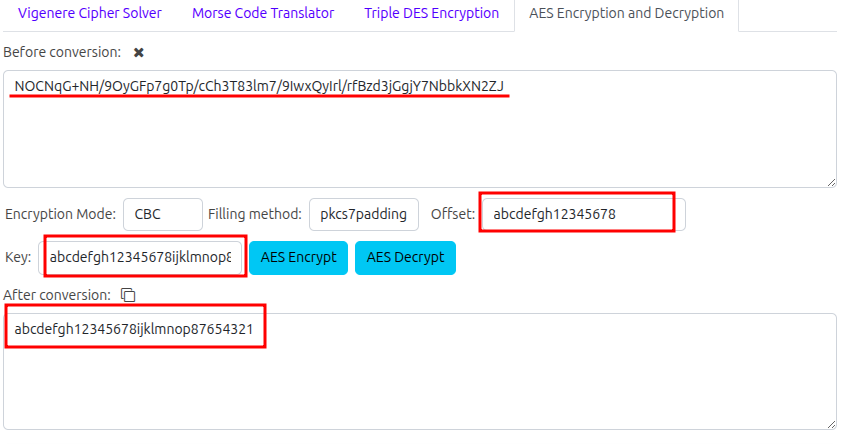 Vigenere Cipher Solver Morse Code Translator Triple DES Encryption AES Encryption and Decryption
Before conversion: ✖
NOCNqG+NH/9OyGFp7g0Tp/cCh3T83lm7/9IwxQyIrl/rfBzd3jGgjY7NbbkXN2ZJ
Encryption Mode: CBC Filling method: pkcs7padding Offset: abcdefgh12345678
Key: abcdefgh12345678ijklmnop8 AES Encrypt AES Decrypt
After conversion:
abcdefgh12345678ijklmnop87654321